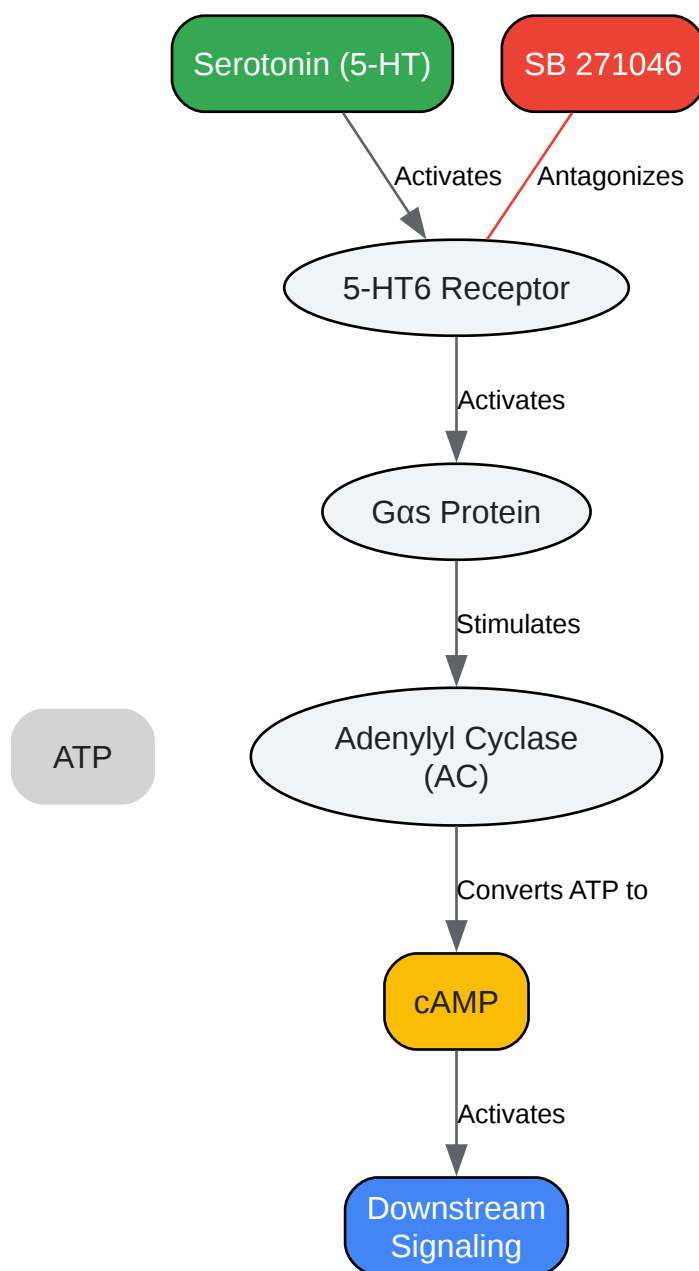 Serotonin (5-HT)
SB 271046
Activates
Antagonizes
5-HT6 Receptor
Activates
Gαs Protein
Stimulates
ATP
Adenylyl Cyclase
(AC)
Converts ATP to
cAMP
Activates
Downstream
Signaling